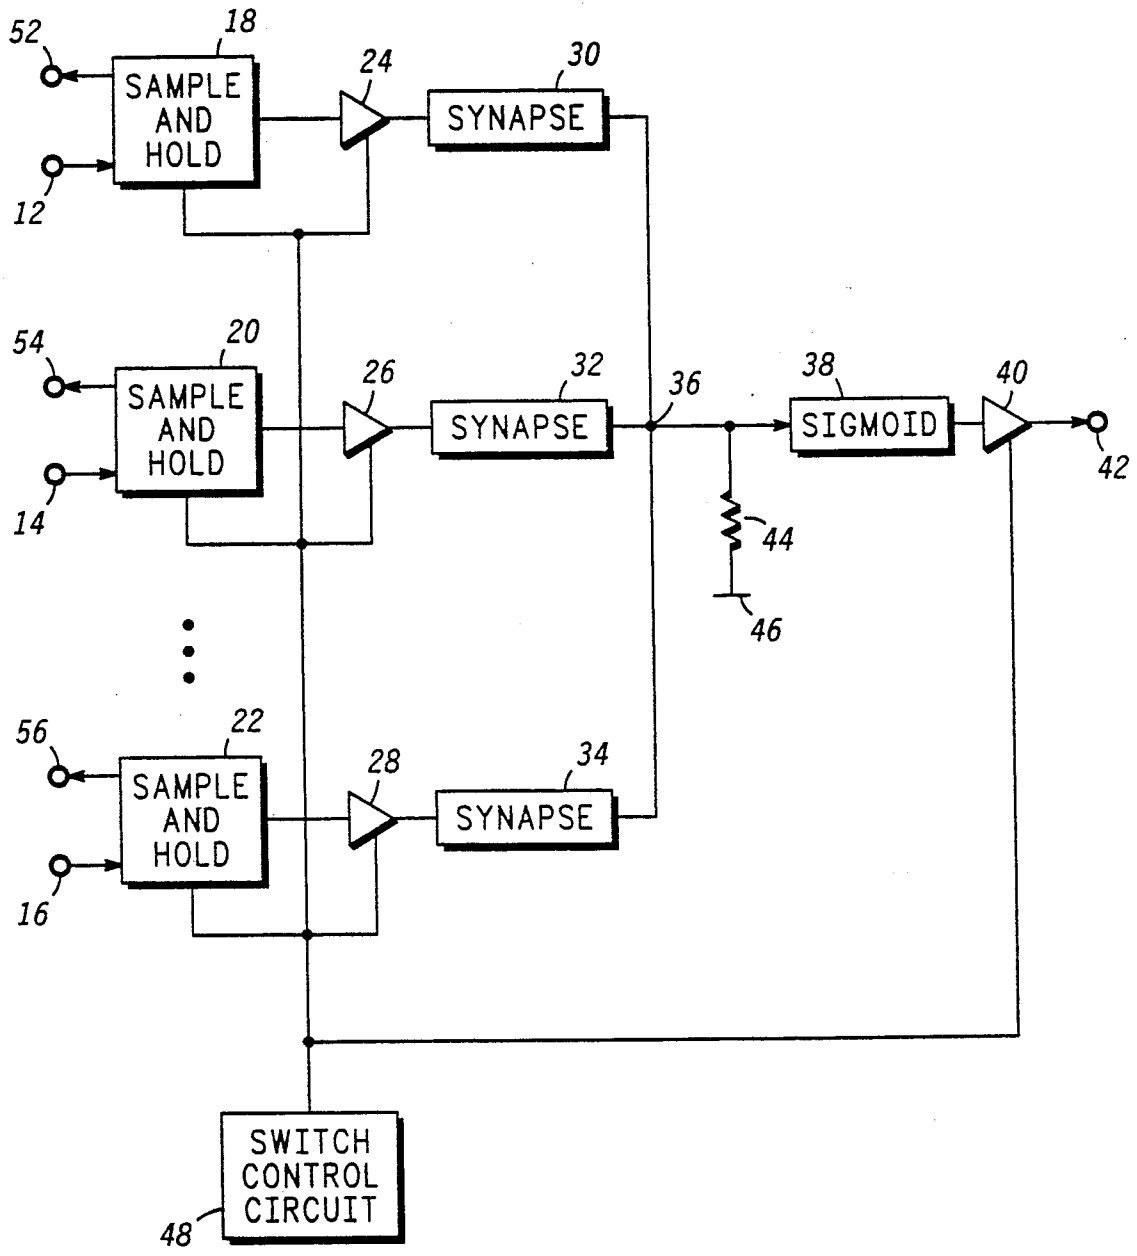 52
18
24
30
SAMPLE
AND
HOLD
SYNAPSE
12
54
20
26
32
36
38
40
SAMPLE
AND
HOLD
SYNAPSE
SIGMOID
42
14
44
46
56
22
28
34
SAMPLE
AND
HOLD
SYNAPSE
16
SWITCH
CONTROL
CIRCUIT
48